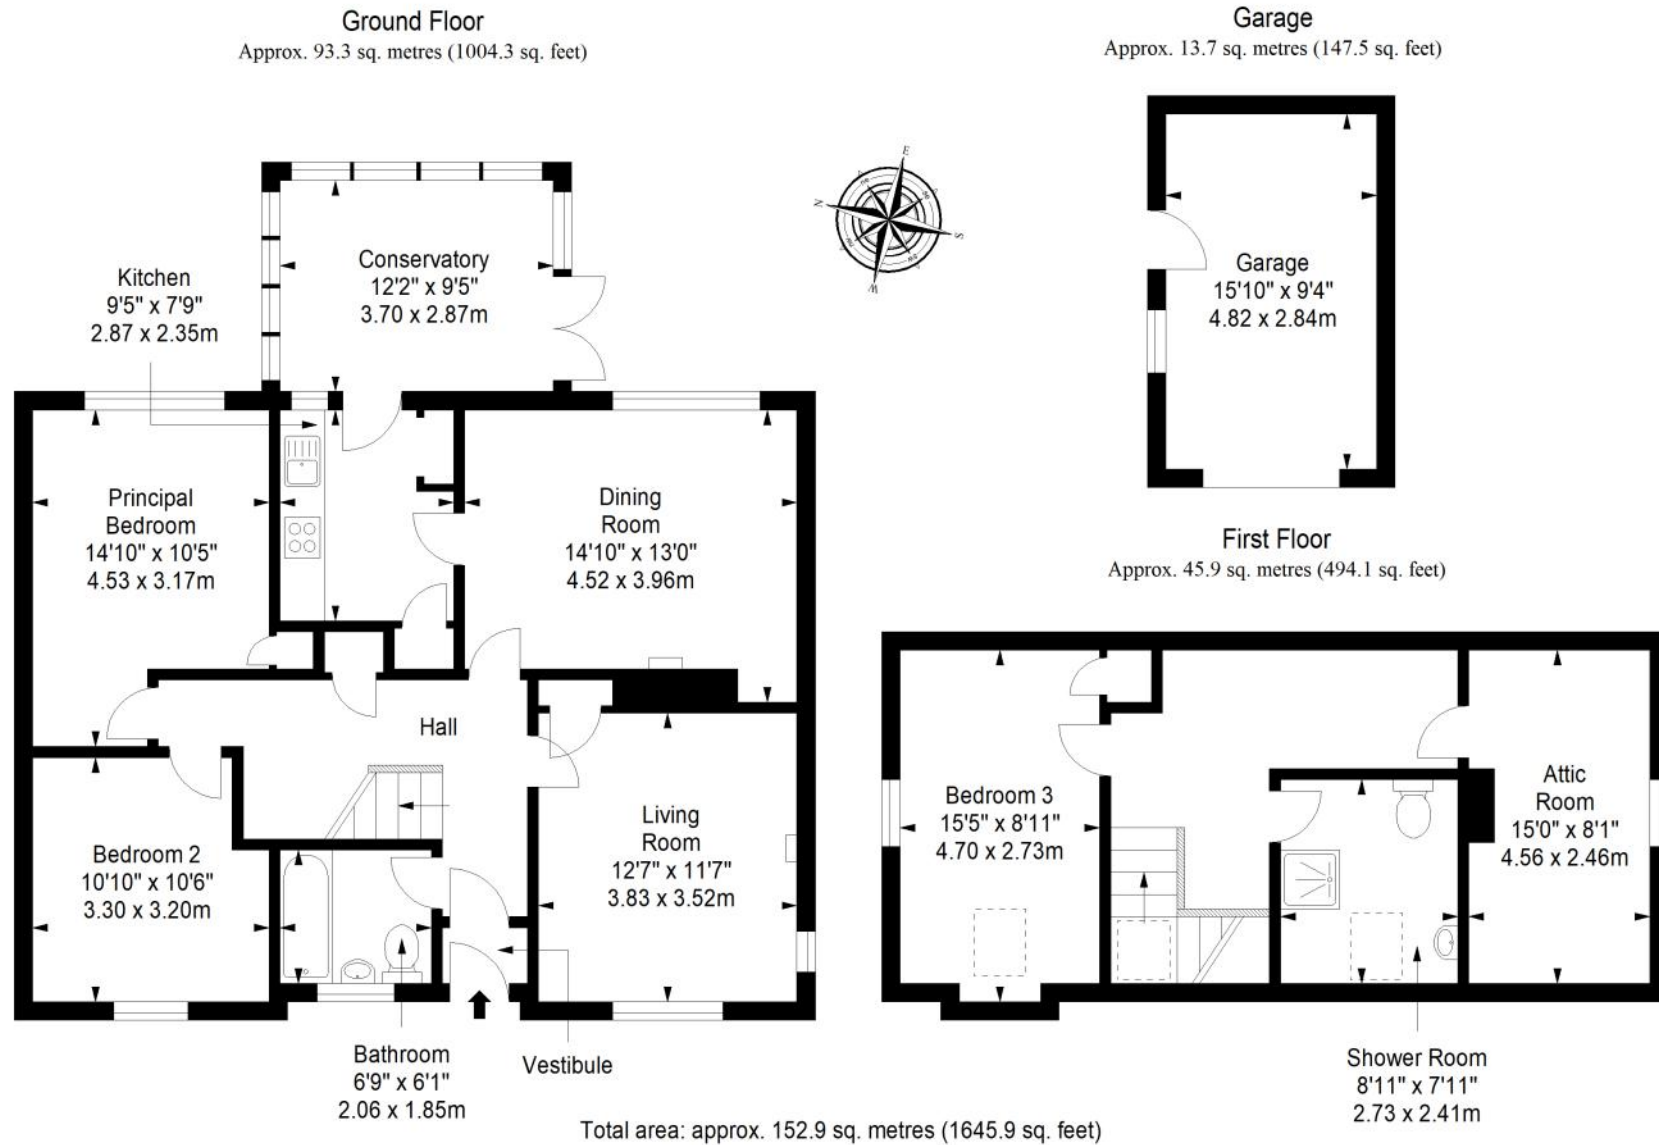 Ground Floor
Approx. 93.3 sq. metres (1004.3 sq. feet)
Garage
Approx. 13.7 sq. metres (147.5 sq. feet)
Kitchen
9'5" x 7'9"
2.87 x 2.35m
Conservatory
12'2" x 9'5"
3.70 x 2.87m
E
N
S
W
Garage
15'10" x 9'4"
4.82 x 2.84m
Principal
Bedroom
14'10" x 10'5"
4.53 x 3.17m
Dining
Room
14'10" x 13'0"
4.52 x 3.96m
First Floor
Approx. 45.9 sq. metres (494.1 sq. feet)
Hall
Bedroom 2
10'10" x 10'6"
3.30 x 3.20m
Living
Room
12'7" x 11'7"
3.83 x 3.52m
Bedroom 3
15'5" x 8'11"
4.70 x 2.73m
Attic
Room
15'0" x 8'1"
4.56 x 2.46m
Bathroom
6'9" x 6'1"
2.06 x 1.85m
Vestibule
Shower Room
8'11" x 7'11"
2.73 x 2.41m
Total area: approx. 152.9 sq. metres (1645.9 sq. feet)